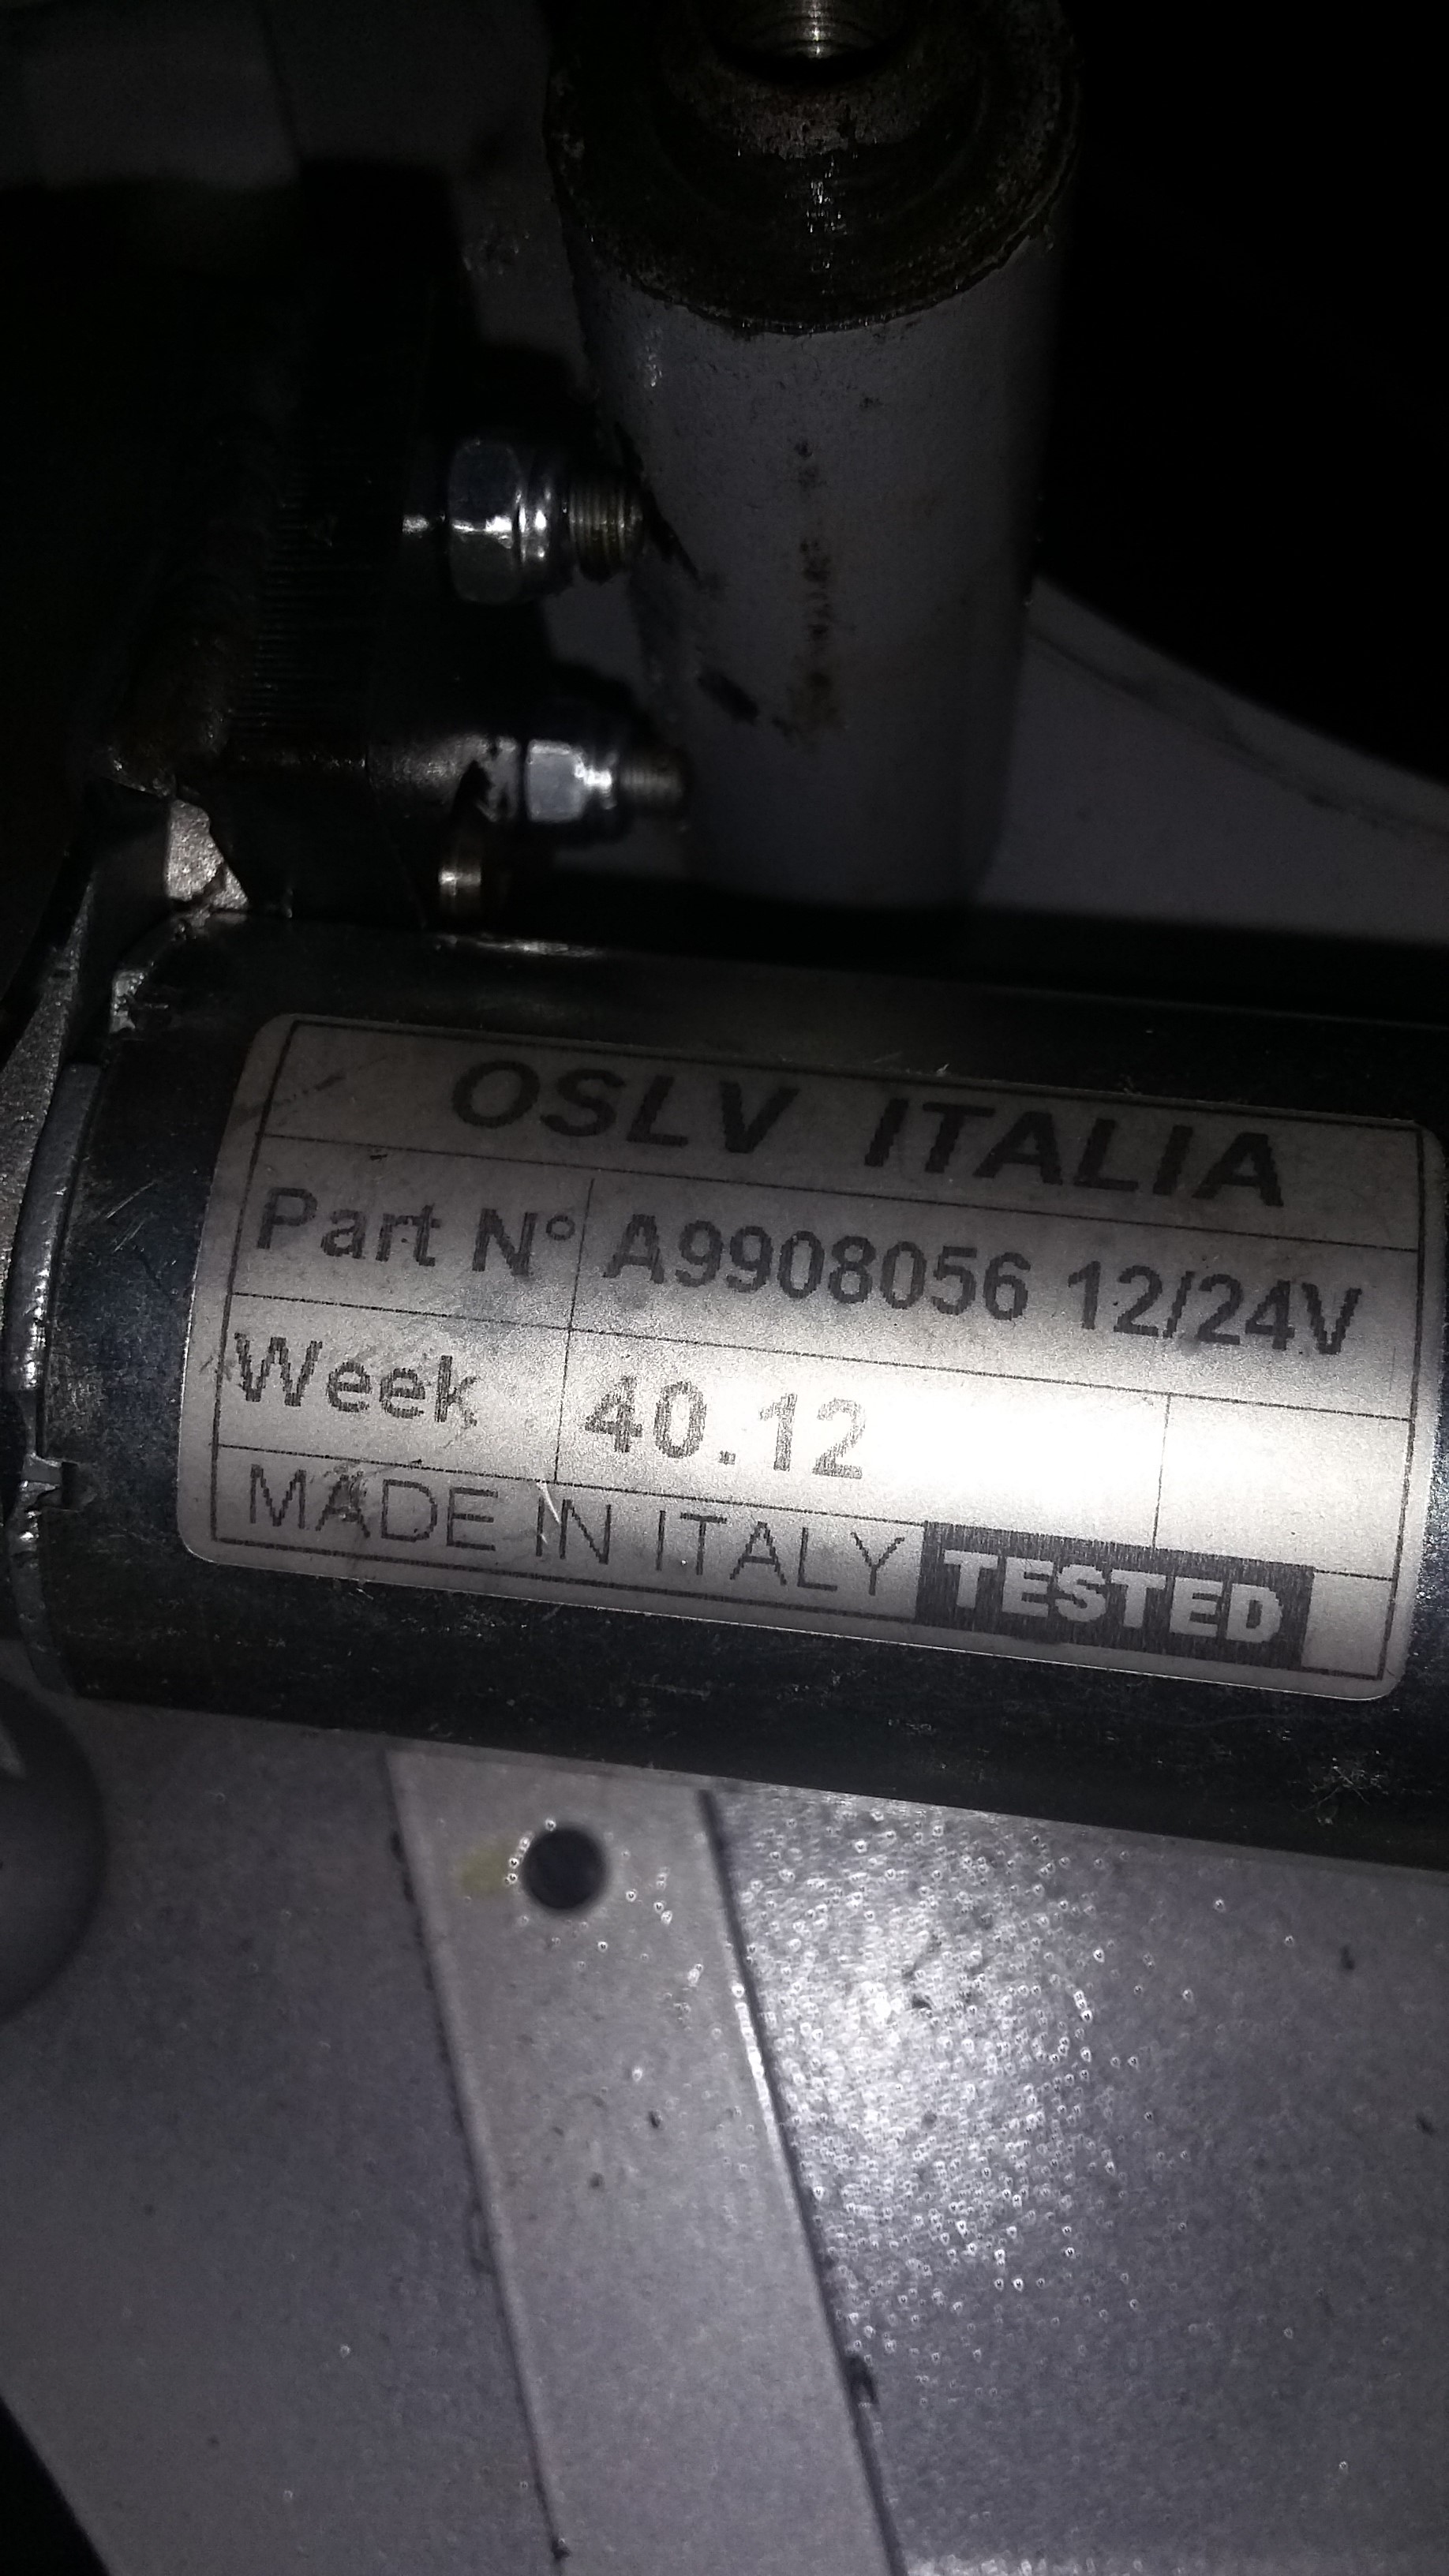 OSLV ITALIA
Part N° A9908056 12/24V
Week 40.12
MADE IN ITALY TESTED